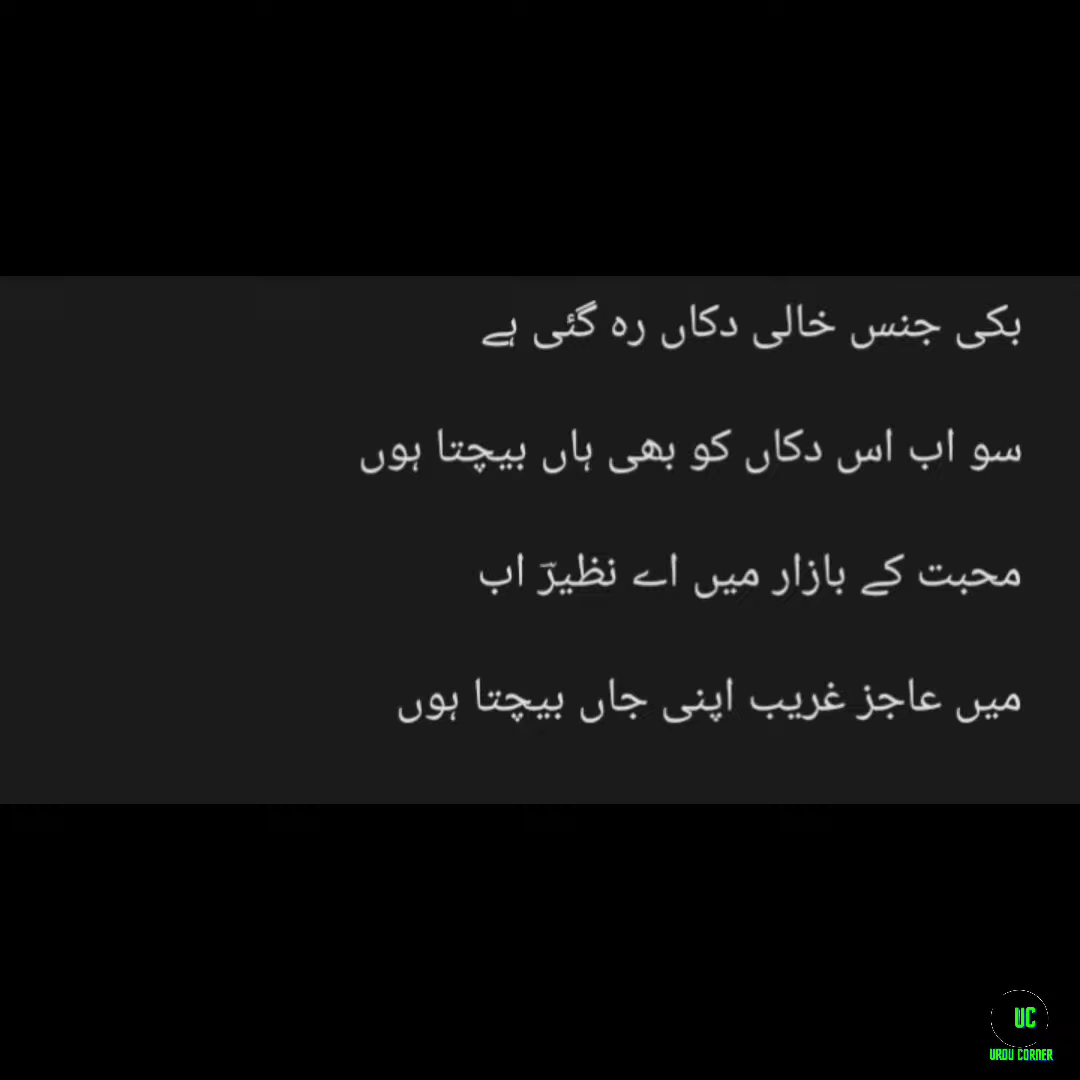 بکی جنس خالی دکاں رہ گئی ہے
سو اب اس دکاں کو بھی ہاں بیچتا ہوں
محبت کے بازار میں اے نظیرؔ اب
میں عاجز غریب اپنی جاں بیچتا ہوں
UC
URDU CORNER